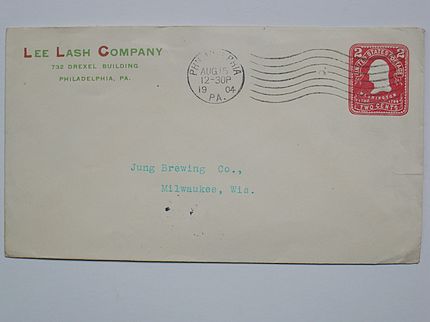 LEE LASH COMPANY
732 DREXEL BUILDING
PHILADELPHIA, PA.
PHILADELPHIA
AUG
12-30P
19 04
PA.
2 UNITED STATES POSTAGE 2
WASHINGTON
TWO CENTS
Jung Brewing Co.,
Milwaukee, Wis.